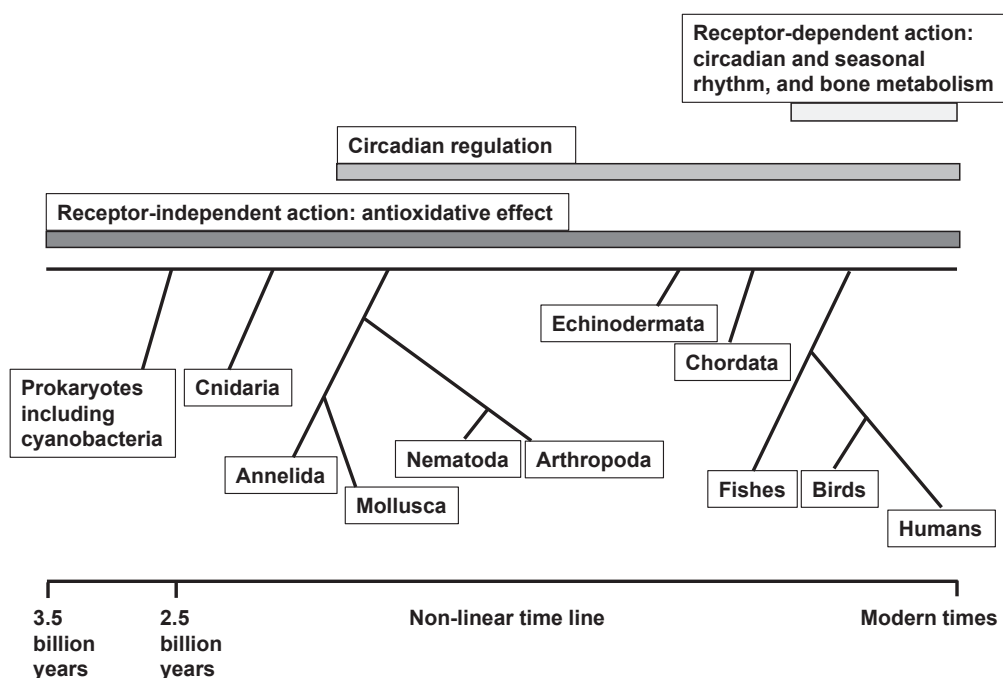 Receptor-dependent action:
circadian and seasonal
rhythm, and bone metabolism
Circadian regulation
Receptor-independent action: antioxidative effect
Echinodermata
Chordata
Prokaryotes
including
cyanobacteria
Cnidaria
Annelida
Mollusca
Nematoda
Arthropoda
Fishes
Birds
Humans
3.5
billion
years
2.5
billion
years
Non-linear time line
Modern times